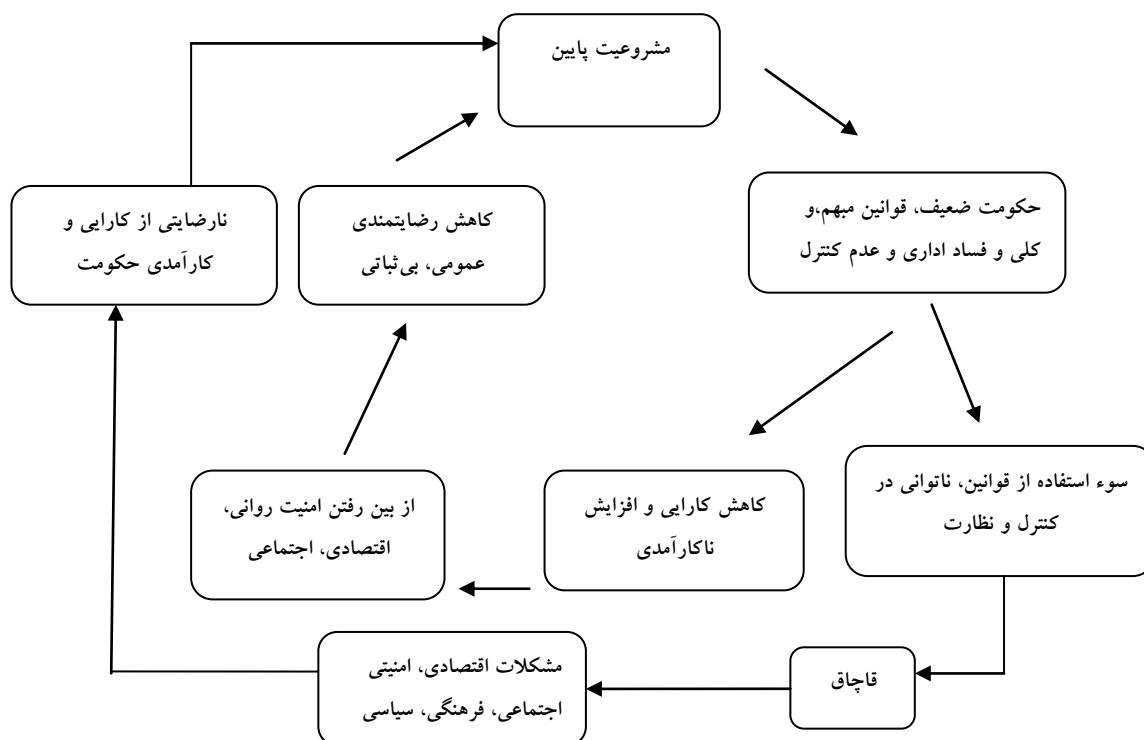 مشروعیت پایین
حکومت ضعیف، قوانین مبهم،و
کلی و فساد اداری و عدم کنترل
کاهش رضایتمندی
عمومی، بی‌ثباتی
نارضایتی از کارایی و
کارآمدی حکومت
سوء استفاده از قوانین، ناتوانی در
کنترل و نظارت
کاهش کارایی و افزایش
ناکارآمدی
از بین رفتن امنیت روانی،
اقتصادی، اجتماعی
قاچاق
مشکلات اقتصادی، امنیتی
اجتماعی، فرهنگی، سیاسی